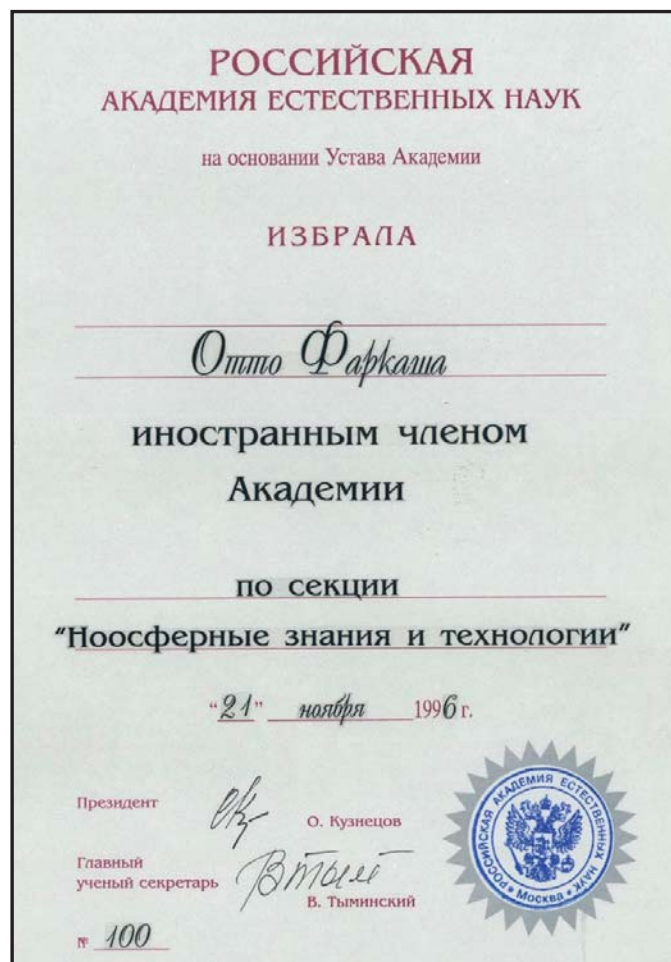 РОССИЙСКАЯ
АКАДЕМИЯ ЕСТЕСТВЕННЫХ НАУК
на основании Устава Академии
ИЗБРАЛА
Отто Фаркаша
иностранным членом
Академии
по секции
"Ноосферные знания и технологии"
"21" ноября 1996 г.
Президент
О. Кузнецов
Главный
ученый секретарь
В. Тыминский
№ 100
РОССИЙСКАЯ АКАДЕМИЯ ЕСТЕСТВЕННЫХ НАУК
• МОСКВА •